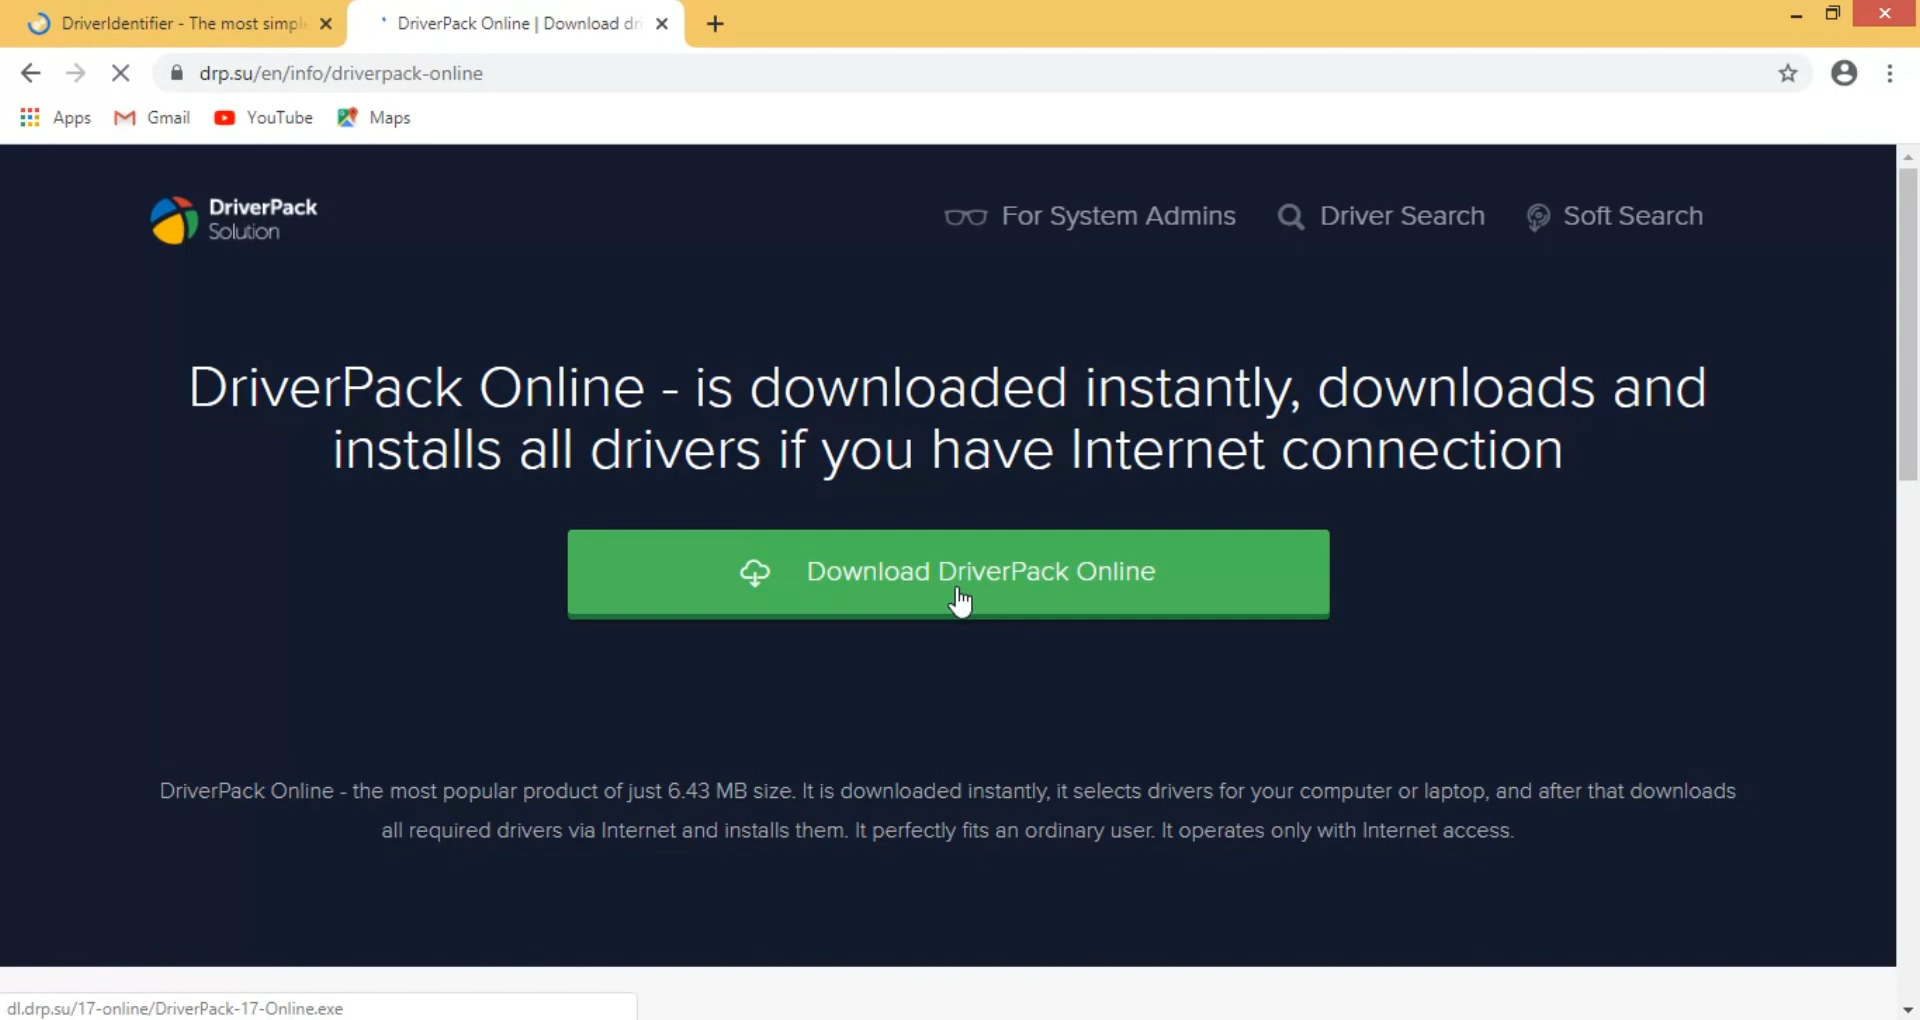 DriverIdentifier - The most simpl
DriverPack Online | Download dri
drp.su/en/info/driverpack-online
Apps
Gmail
YouTube
Maps
DriverPack
Solution
For System Admins
Driver Search
Soft Search
DriverPack Online - is downloaded instantly, downloads and
installs all drivers if you have Internet connection
Download DriverPack Online
DriverPack Online - the most popular product of just 6.43 MB size. It is downloaded instantly, it selects drivers for your computer or laptop, and after that downloads
all required drivers via Internet and installs them. It perfectly fits an ordinary user. It operates only with Internet access.
dl.drp.su/17-online/DriverPack-17-Online.exe